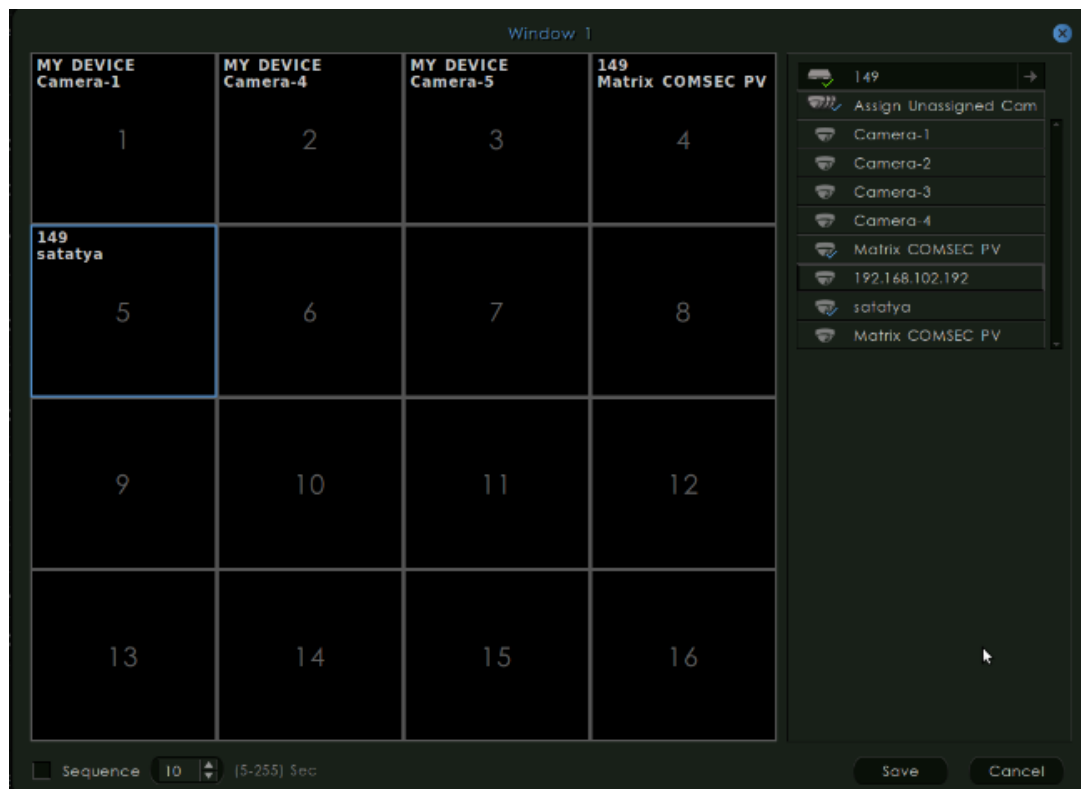 Window 1
MY DEVICE
Camera-1
1
MY DEVICE
Camera-4
2
MY DEVICE
Camera-5
3
149
Matrix COMSEC PV
4
149
satatya
5
6
7
8
9
10
11
12
13
14
15
16
149
Assign Unassigned Cam
Camera-1
Camera-2
Camera-3
Camera-4
Matrix COMSEC PV
192.168.102.192
satatya
Matrix COMSEC PV
Sequence 10 (5-255) Sec
Save Cancel